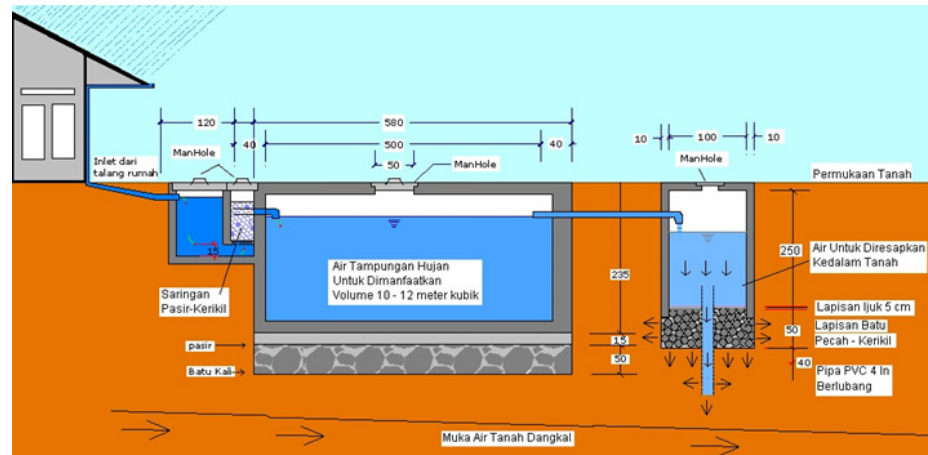 120
580
40
500
40
50
10
100
10
ManHole
ManHole
ManHole
Inlet dari
talang rumah
Permukaan Tanah
15
Saringan
Pasir-Kerikil
Air Tampungan Hujan
Untuk Dimanfaatkan
Volume 10 - 12 meter kubik
235
250
Air Untuk Diresapkan
Kedalam Tanah
Lapisan Ijuk 5 cm
Lapisan Batu
Pecah - Kerikil
50
pasir
15
Batu Kali
50
40
Pipa PVC 4 In
Berlubang
Muka Air Tanah Dangkal